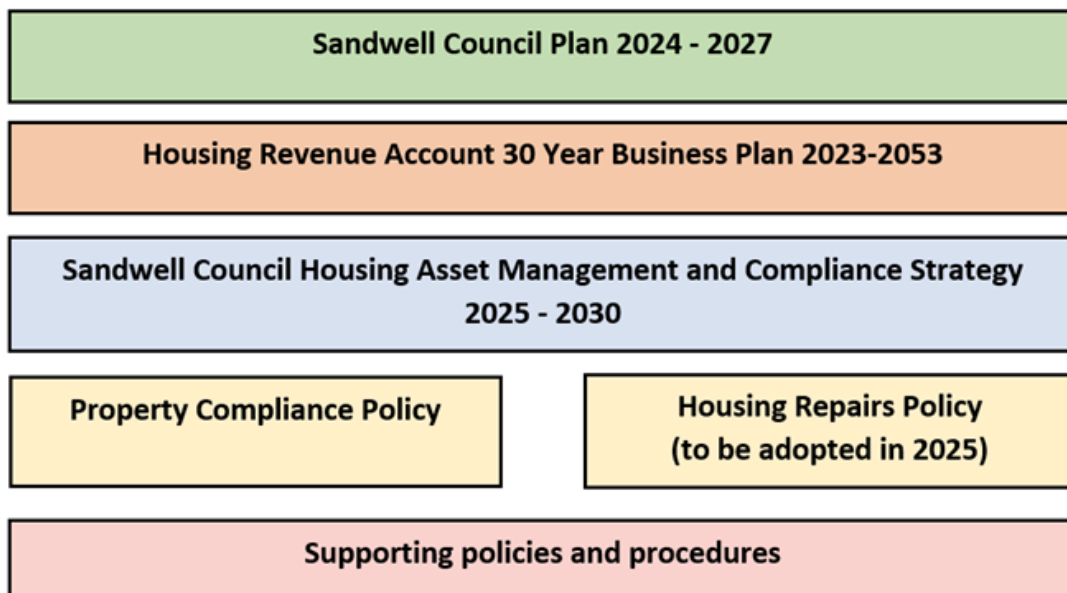 Sandwell Council Plan 2024 - 2027
Housing Revenue Account 30 Year Business Plan 2023-2053
Sandwell Council Housing Asset Management and Compliance Strategy
2025 - 2030
Property Compliance Policy
Housing Repairs Policy
(to be adopted in 2025)
Supporting policies and procedures